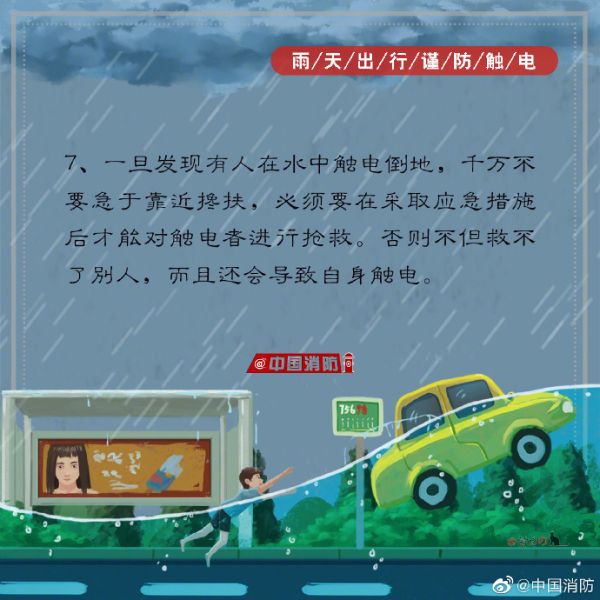 雨/天/出/行/谨/防/触/电
7、一旦发现有人在水中触电倒地，千万不
要急于靠近搀扶，必须要在采取应急措施
后才能对触电者进行抢救。否则不但救不
了别人，而且还会导致自身触电。
@中国消防
756
@中国消防